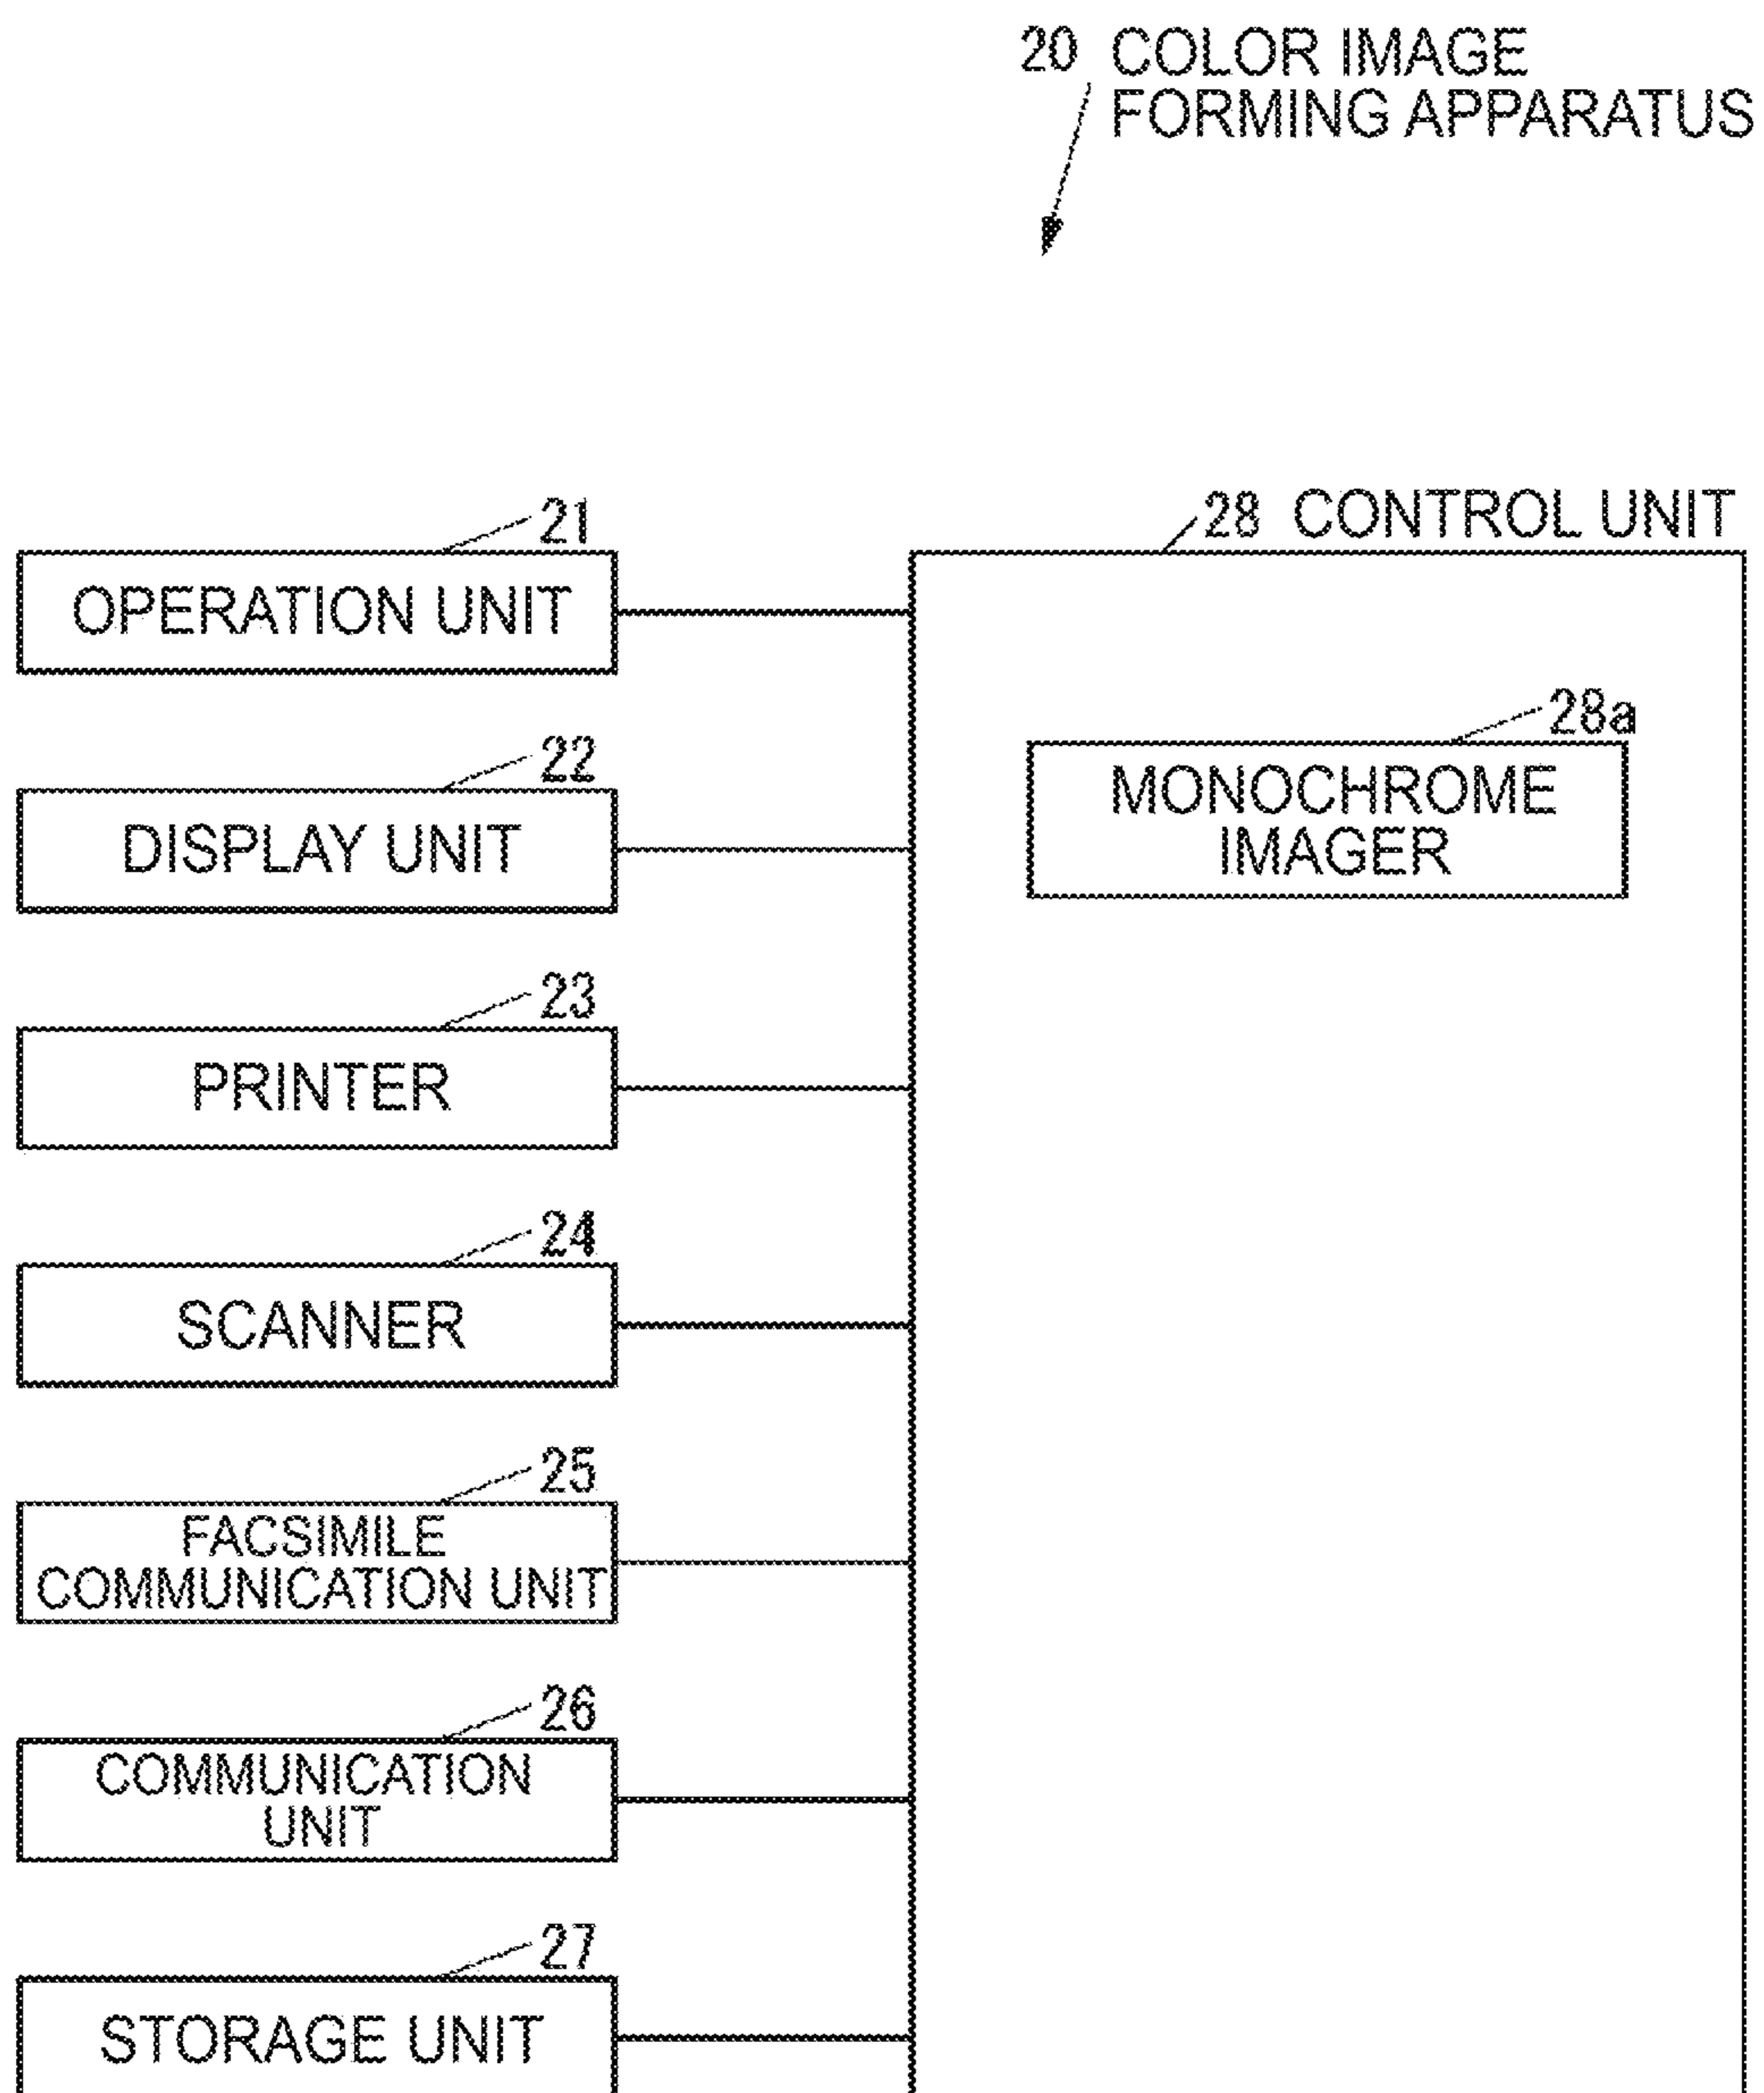 20 COLOR IMAGE
FORMING APPARATUS
28 CONTROL UNIT
21
OPERATION UNIT
28a
MONOCHROME
IMAGER
22
DISPLAY UNIT
23
PRINTER
24
SCANNER
25
FACSIMILE
COMMUNICATION UNIT
26
COMMUNICATION
UNIT
27
STORAGE UNIT